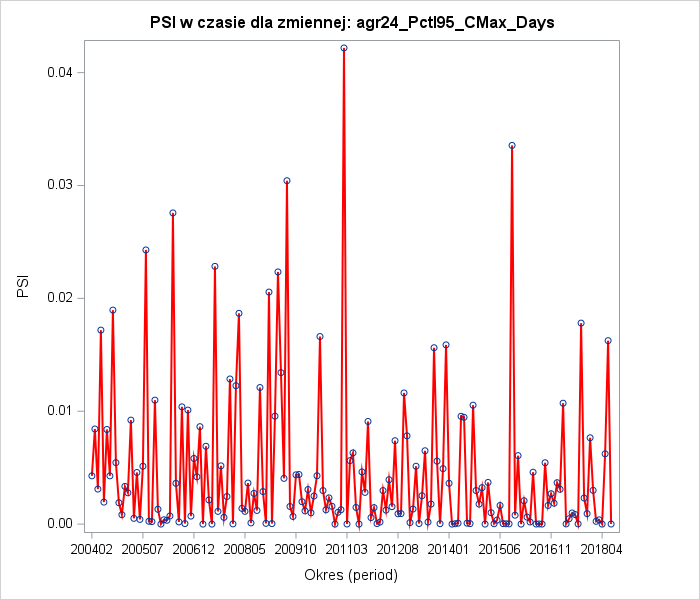 PSI w czasie dla zmiennej: agr24_Pctl95_CMax_Days
0.04
0.03
0.02
0.01
0.00
PSI
200402 200507 200612 200805 200910 201103 201208 201401 201506 201611 201804
Okres (period)